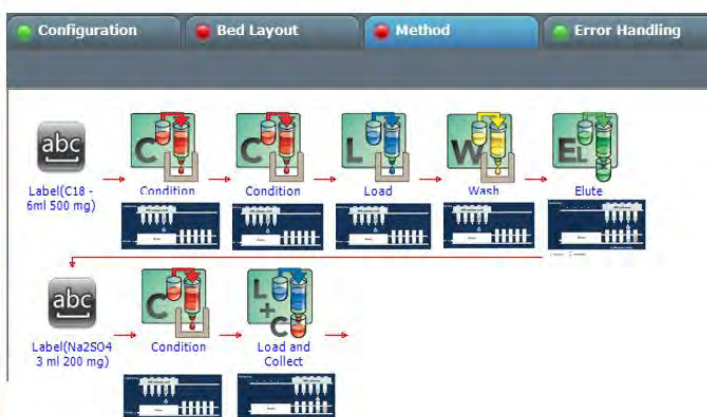 Configuration
Bed Layout
Method
Error Handling
abc
C
C
L
W
EL
Label(C18 -
6ml 500 mg)
Condition
Condition
Load
Wash
Elute
abc
C
L
+
C
Label(Na2SO4
3 ml 200 mg)
Condition
Load and
Collect